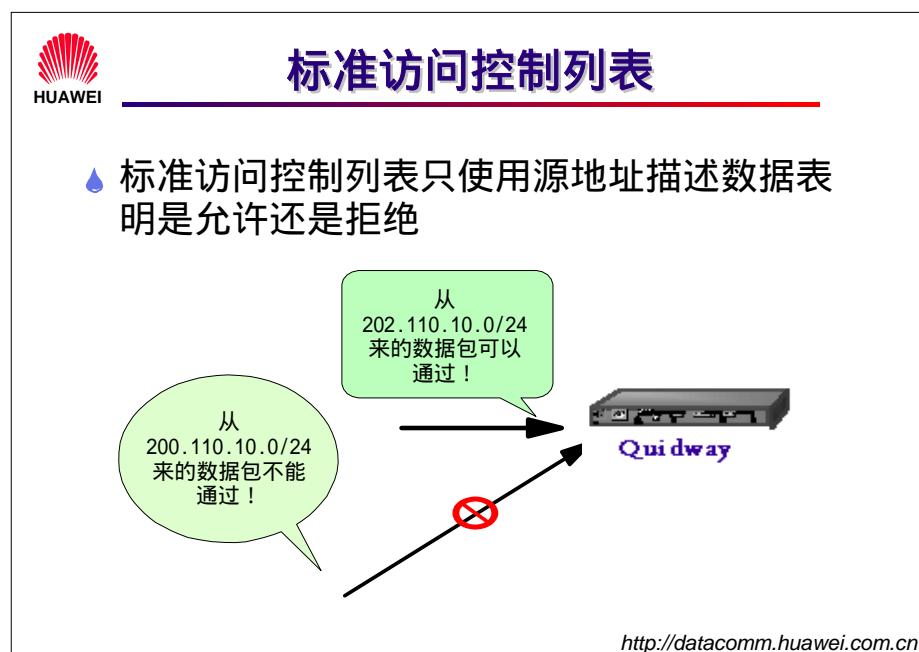 HUAWEI
标准访问控制列表
标准访问控制列表只使用源地址描述数据表
明是允许还是拒绝
从
202.110.10.0/24
来的数据包可以
通过！
从
200.110.10.0/24
来的数据包不能
通过！
Quidway
http://datacomm.huawei.com.cn